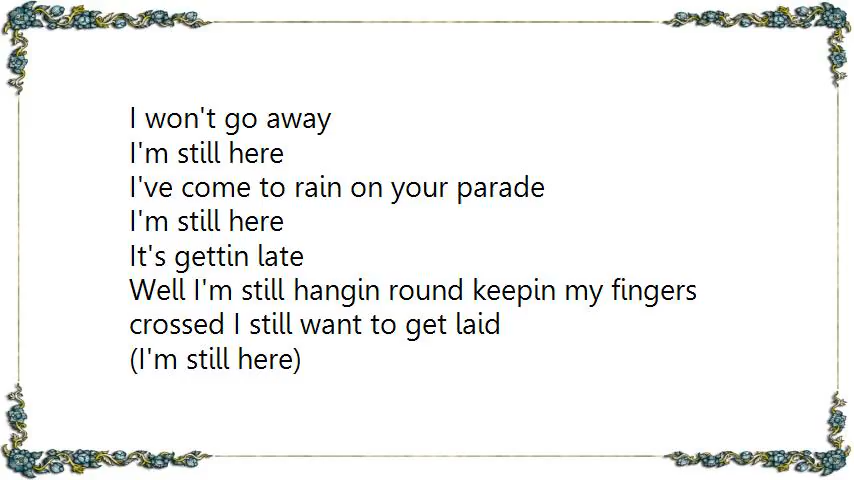 I won't go away
I'm still here
I've come to rain on your parade
I'm still here
It's gettin late
Well I'm still hangin round keepin my fingers
crossed I still want to get laid
(I'm still here)